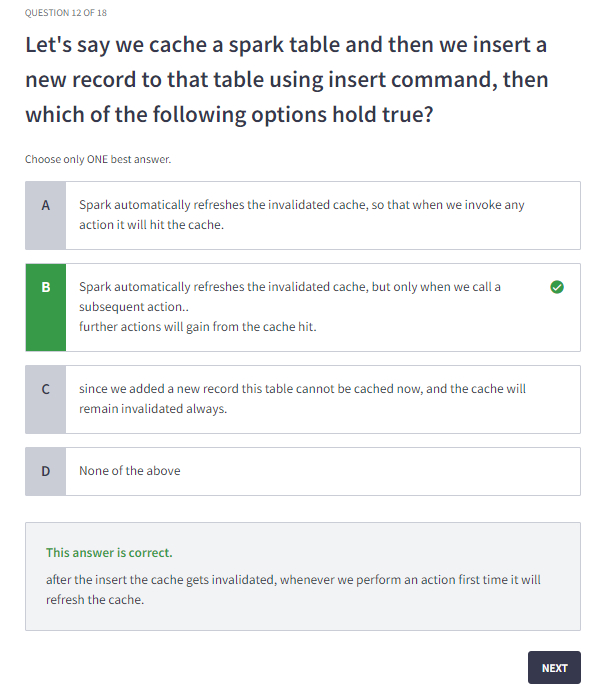 QUESTION 12 OF 18
Let's say we cache a spark table and then we insert a
new record to that table using insert command, then
which of the following options hold true?
Choose only ONE best answer.
A
Spark automatically refreshes the invalidated cache, so that when we invoke any
action it will hit the cache.
B
Spark automatically refreshes the invalidated cache, but only when we call a
subsequent action..
further actions will gain from the cache hit.
C
since we added a new record this table cannot be cached now, and the cache will
remain invalidated always.
D
None of the above
This answer is correct.
after the insert the cache gets invalidated, whenever we perform an action first time it will
refresh the cache.
NEXT